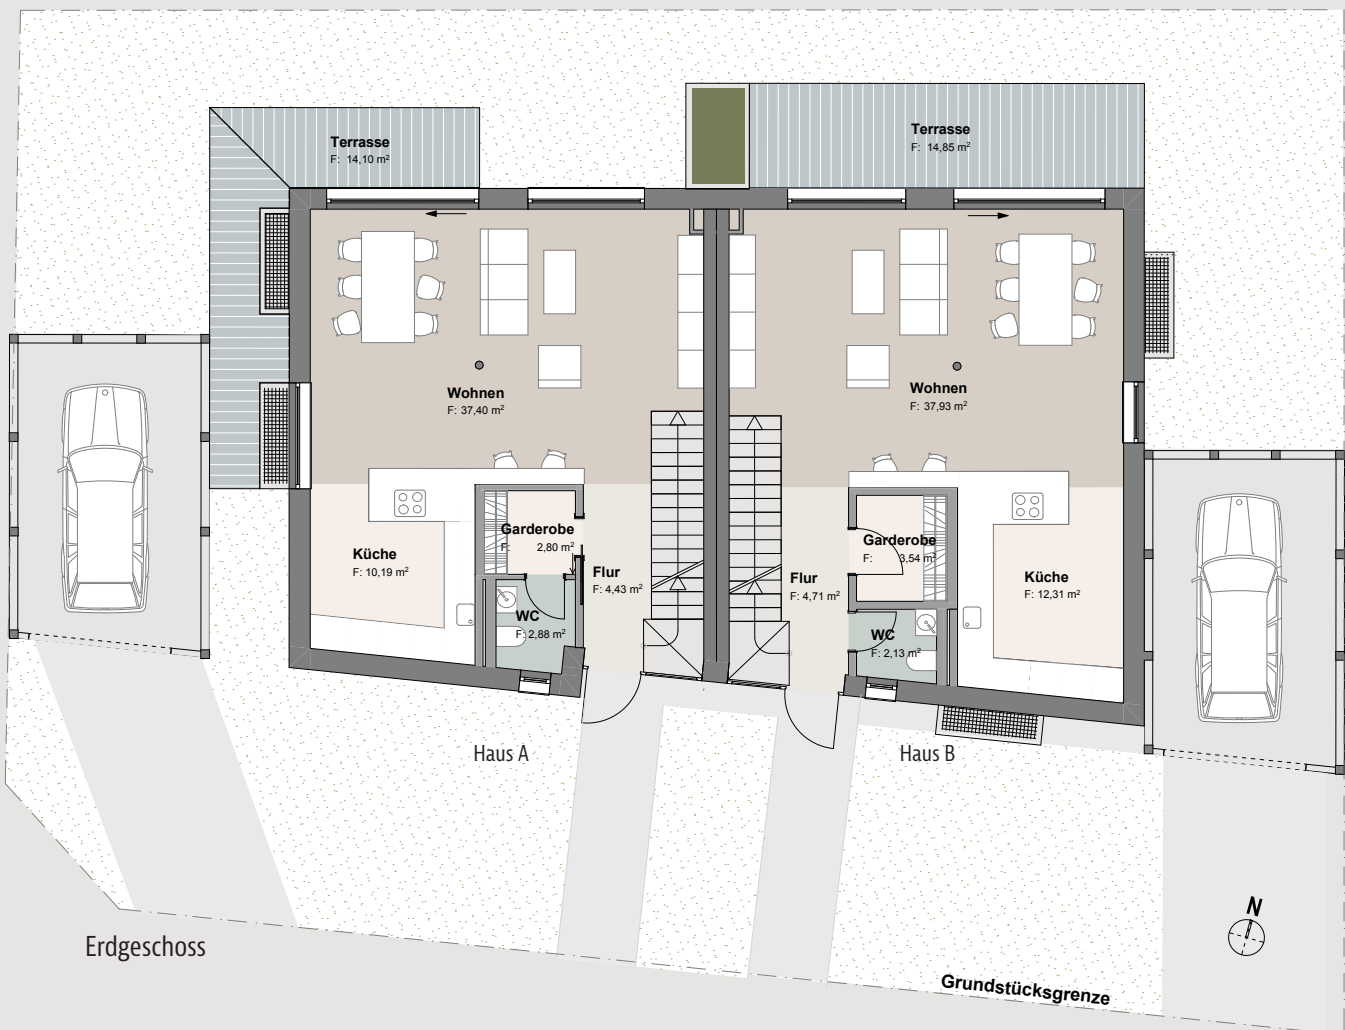 Terrasse
F: 14,10 m²
Terrasse
F: 14,85 m²
Wohnen
F: 37,40 m²
Wohnen
F: 37,93 m²
Garderobe
F: 2,80 m²
Küche
F: 10,19 m²
Flur
F: 4,43 m²
WC
F: 2,88 m²
Garderobe
F: 3,54 m²
Flur
F: 4,71 m²
Küche
F: 12,31 m²
WC
F: 2,13 m²
Haus A
Haus B
N
Erdgeschoss
Grundstücksgrenze